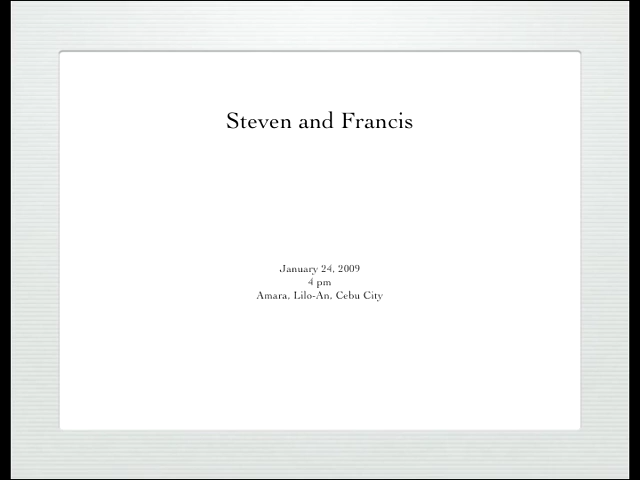 Steven and Francis
January 24, 2009
4 pm
Amara, Lilo-An, Cebu City